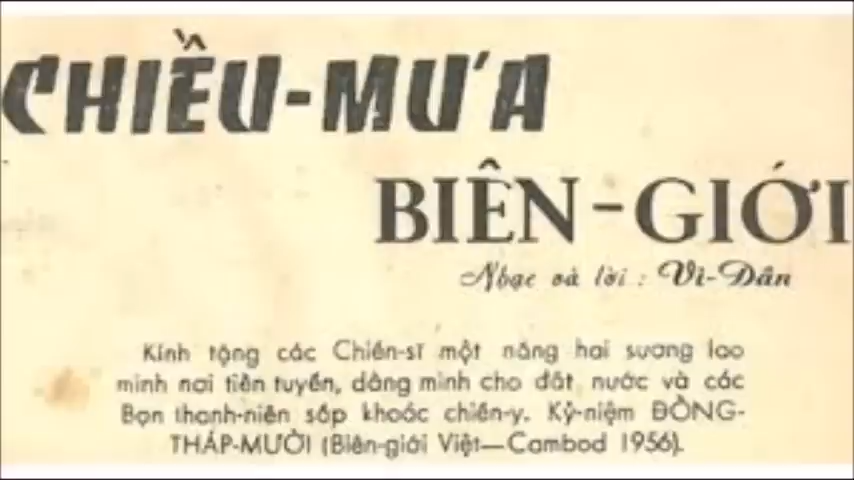 CHIỀU-MƯA
BIÊN-GIỚI
Nhạc và lời : Vì-Dân
Kính tặng các Chiến-sĩ một nắng hai sương lao
mình nơi tiền tuyến, dâng mình cho đất nước và các
Bạn thanh-niên sắp khoác chiến-y. Kỷ-niệm ĐỒNG-
THÁP-MƯỜI (Biên-giới Việt—Cambod 1956).